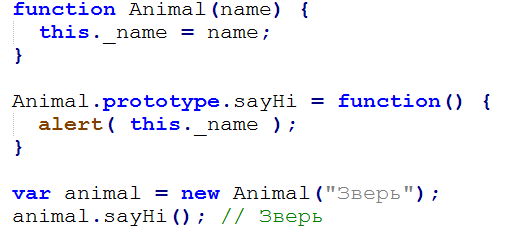 function Animal(name) {
  this._name = name;
}

Animal.prototype.sayHi = function() {
  alert( this._name );
}

var animal = new Animal("Зверь");
animal.sayHi(); // Зверь